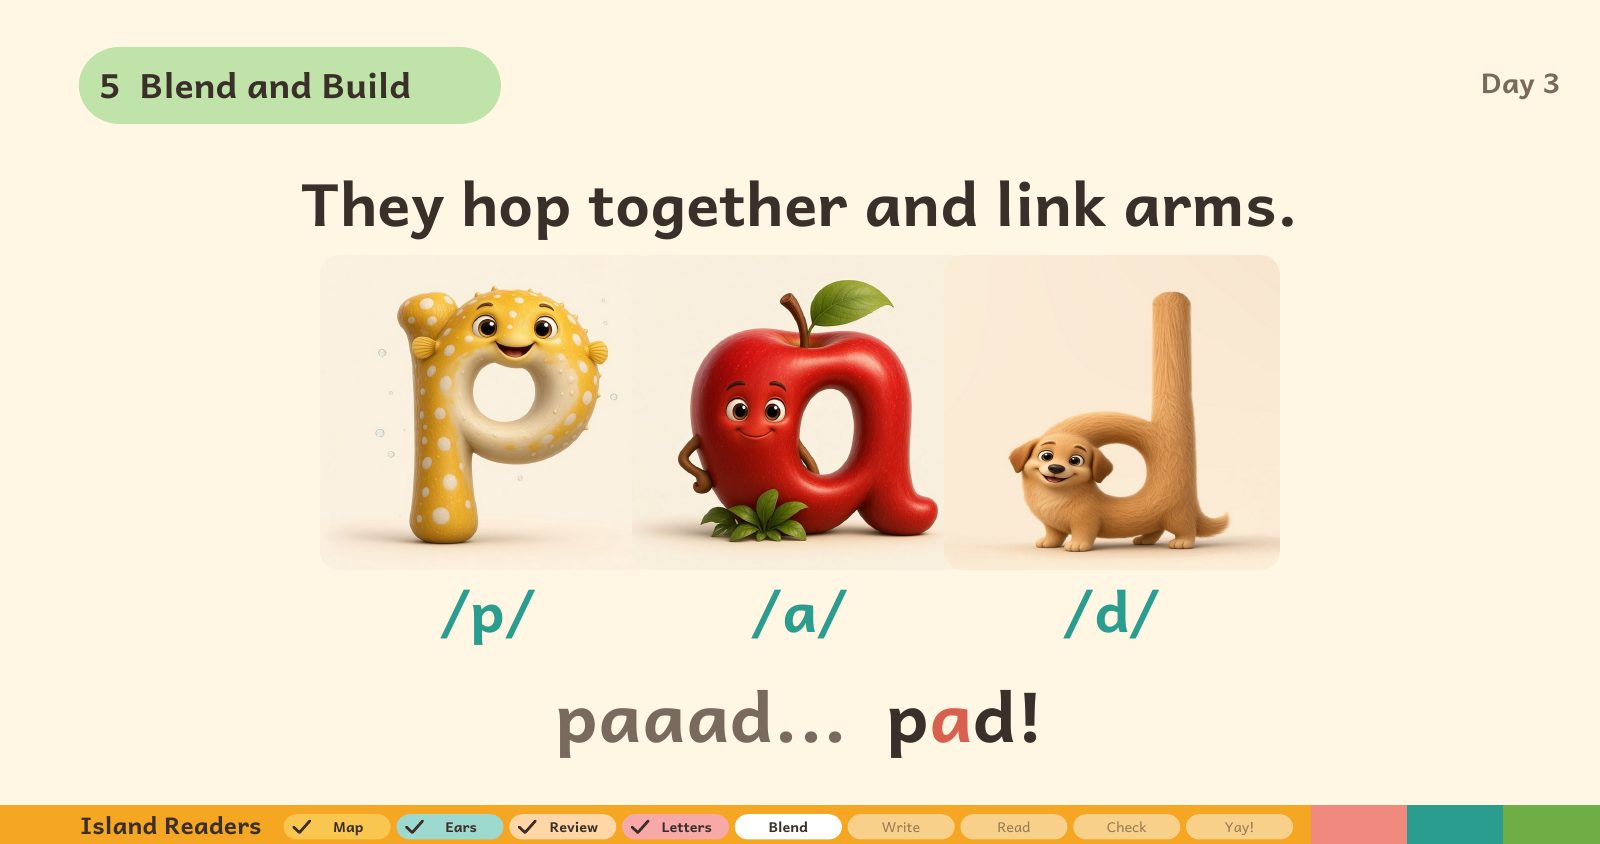 5 Blend and Build
Day 3
They hop together and link arms.
/p/ /a/ /d/
paaad... pad!
Island Readers Map Ears Review Letters Blend Write Read Check Yay!